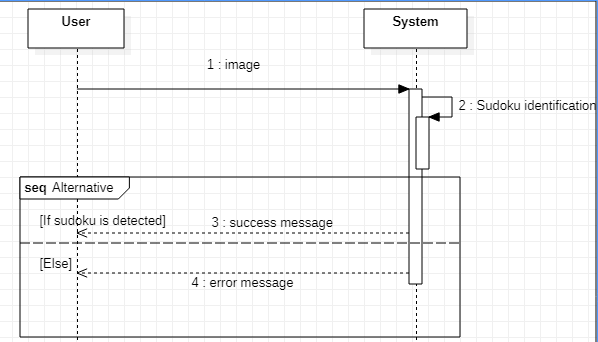 User
System
1 : image
2 : Sudoku identification
seq Alternative
[If sudoku is detected]
3 : success message
[Else]
4 : error message